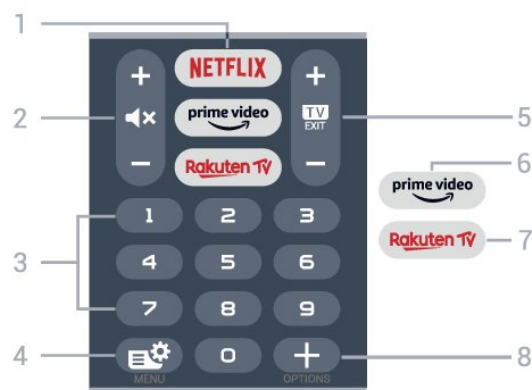 1
NETFLIX
2
prime video
TV
EXIT
5
Rakuten TV
prime video
6
Rakuten TV
7
1 2 3
3
4 5 6
7 8 9
4
MENU
0
OPTIONS
8